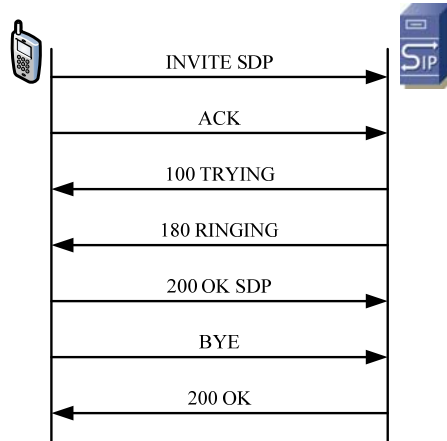 INVITE SDP
SIP
ACK
100 TRYING
180 RINGING
200 OK SDP
BYE
200 OK